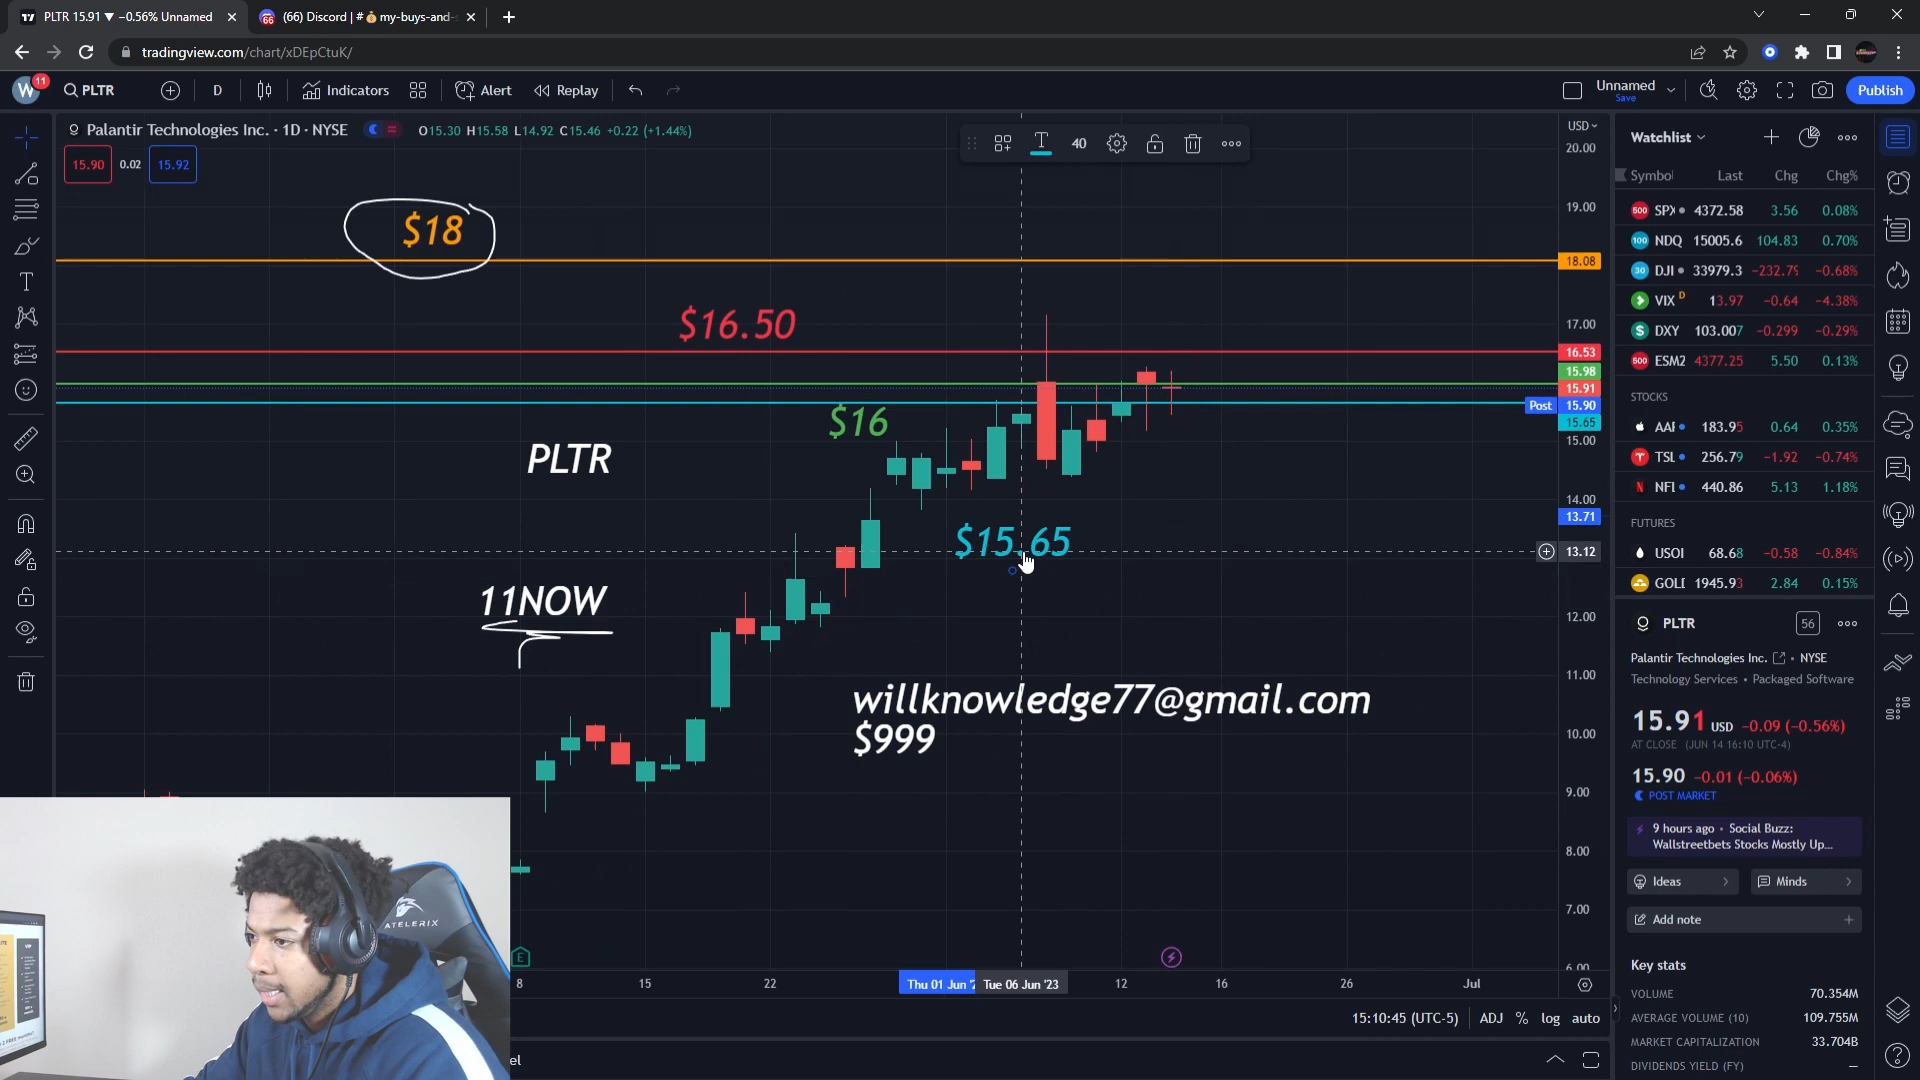 PLTR 15.91 ▼ −0.56% Unnamed
(66) Discord | #💰my-buys-and-
tradingview.com/chart/xDEpCtuK/
W 11
PLTR
D
Indicators
Alert
Replay
Unnamed
Save
Publish
Palantir Technologies Inc. · 1D · NYSE
O15.30 H15.58 L14.92 C15.46 +0.22 (+1.44%)
15.90 0.02 15.92
40
USD
20.00
19.00
18.08
17.00
16.53
15.98
15.91
Post 15.90
15.65
15.00
14.00
13.71
13.12
12.00
11.00
10.00
9.00
8.00
7.00
6.00
$18
$16.50
$16
PLTR
$15.65
11NOW
willknowledge77@gmail.com
$999
E
8 15 22 Thu 01 Jun '2 Tue 06 Jun '23 12 16 26 Jul
15:10:45 (UTC-5) ADJ % log auto
el
ATELERIX
Watchlist
Symbol Last Chg Chg%
500 SPX 4372.58 3.56 0.08%
100 NDQ 15005.6 104.83 0.70%
30 DJI 33979.3 −232.79 −0.68%
VIX D 13.97 −0.64 −4.38%
$ DXY 103.007 −0.299 −0.29%
500 ESM2 4377.25 5.50 0.13%
STOCKS
AAF 183.95 0.64 0.35%
TSL 256.79 −1.92 −0.74%
NFL 440.86 5.13 1.18%
FUTURES
USOI 68.68 −0.58 −0.84%
GOLD 1945.93 2.84 0.15%
PLTR 56
Palantir Technologies Inc. • NYSE
Technology Services • Packaged Software
15.91 USD −0.09 (−0.56%)
AT CLOSE (JUN 14 16:10 UTC-4)
15.90 −0.01 (−0.06%)
POST MARKET
9 hours ago • Social Buzz:
Wallstreetbets Stocks Mostly Up...
Ideas
Minds
Add note
Key stats
VOLUME 70.354M
AVERAGE VOLUME (10) 109.755M
MARKET CAPITALIZATION 33.704B
DIVIDENDS YIELD (FY) —